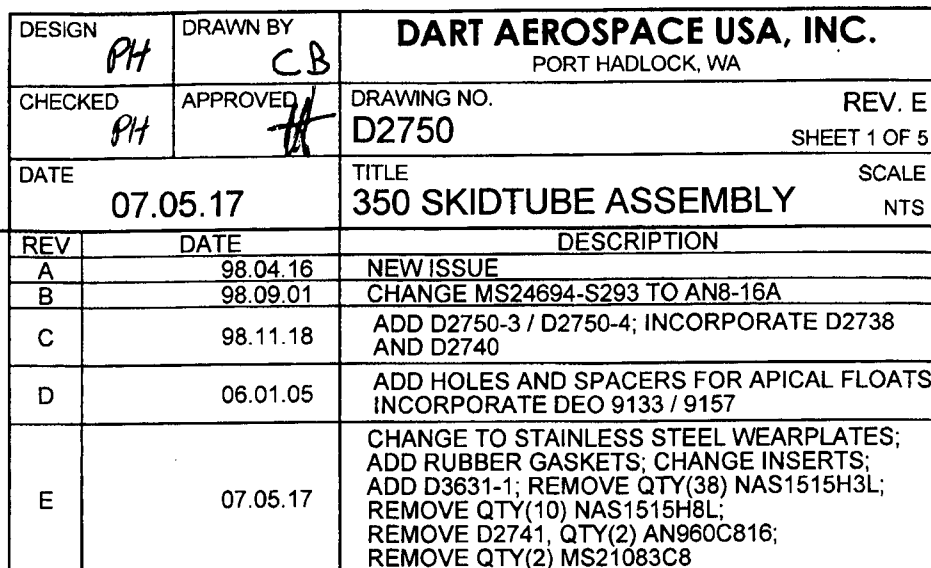 DESIGN PH DRAWN BY CB
DART AEROSPACE USA, INC.
PORT HADLOCK, WA
CHECKED PH APPROVED
DRAWING NO. REV. E
D2750 SHEET 1 OF 5
DATE 07.05.17
TITLE SCALE
350 SKIDTUBE ASSEMBLY NTS
REV DATE DESCRIPTION
A 98.04.16 NEW ISSUE
B 98.09.01 CHANGE MS24694-S293 TO AN8-16A
C 98.11.18 ADD D2750-3 / D2750-4; INCORPORATE D2738
AND D2740
D 06.01.05 ADD HOLES AND SPACERS FOR APICAL FLOATS
INCORPORATE DEO 9133 / 9157
E 07.05.17 CHANGE TO STAINLESS STEEL WEARPLATES;
ADD RUBBER GASKETS; CHANGE INSERTS;
ADD D3631-1; REMOVE QTY(38) NAS1515H3L;
REMOVE QTY(10) NAS1515H8L;
REMOVE D2741, QTY(2) AN960C816;
REMOVE QTY(2) MS21083C8